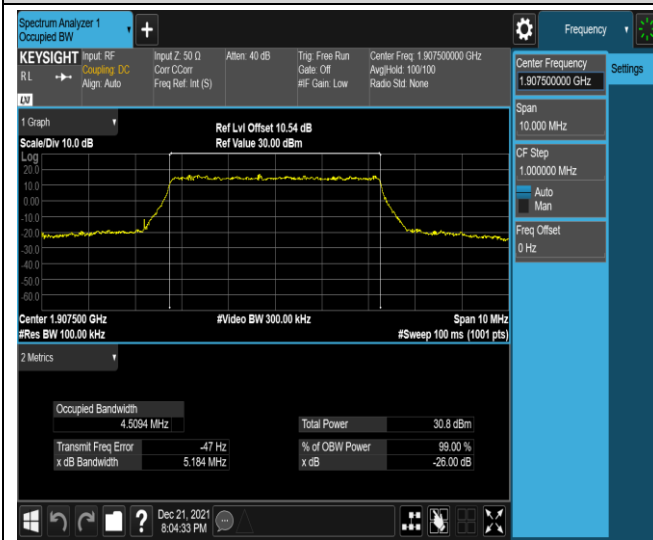 Spectrum Analyzer 1
Occupied BW
+
Frequency
KEYSIGHT
RL
LXI
Input: RF
Coupling: DC
Align: Auto
Input Z: 50 Ω
Corr CCorr
Freq Ref: Int (S)
Atten: 40 dB
Trig: Free Run
Gate: Off
#IF Gain: Low
Center Freq: 1.907500000 GHz
Avg|Hold: 100/100
Radio Std: None
Center Frequency
1.907500000 GHz
Settings
Span
10.000 MHz
CF Step
1.000000 MHz
Auto
Man
Freq Offset
0 Hz
1 Graph
Scale/Div 10.0 dB
Ref Lvl Offset 10.54 dB
Ref Value 30.00 dBm
Log
20.0
10.0
0.00
-10.0
-20.0
-30.0
-40.0
-50.0
-60.0
Center 1.907500 GHz
#Video BW 300.00 kHz
Span 10 MHz
#Res BW 100.00 kHz
#Sweep 100 ms (1001 pts)
2 Metrics
Occupied Bandwidth
4.5094 MHz
Total Power 30.8 dBm
Transmit Freq Error -47 Hz
% of OBW Power 99.00 %
x dB Bandwidth 5.184 MHz
x dB -26.00 dB
?
Dec 21, 2021
8:04:33 PM